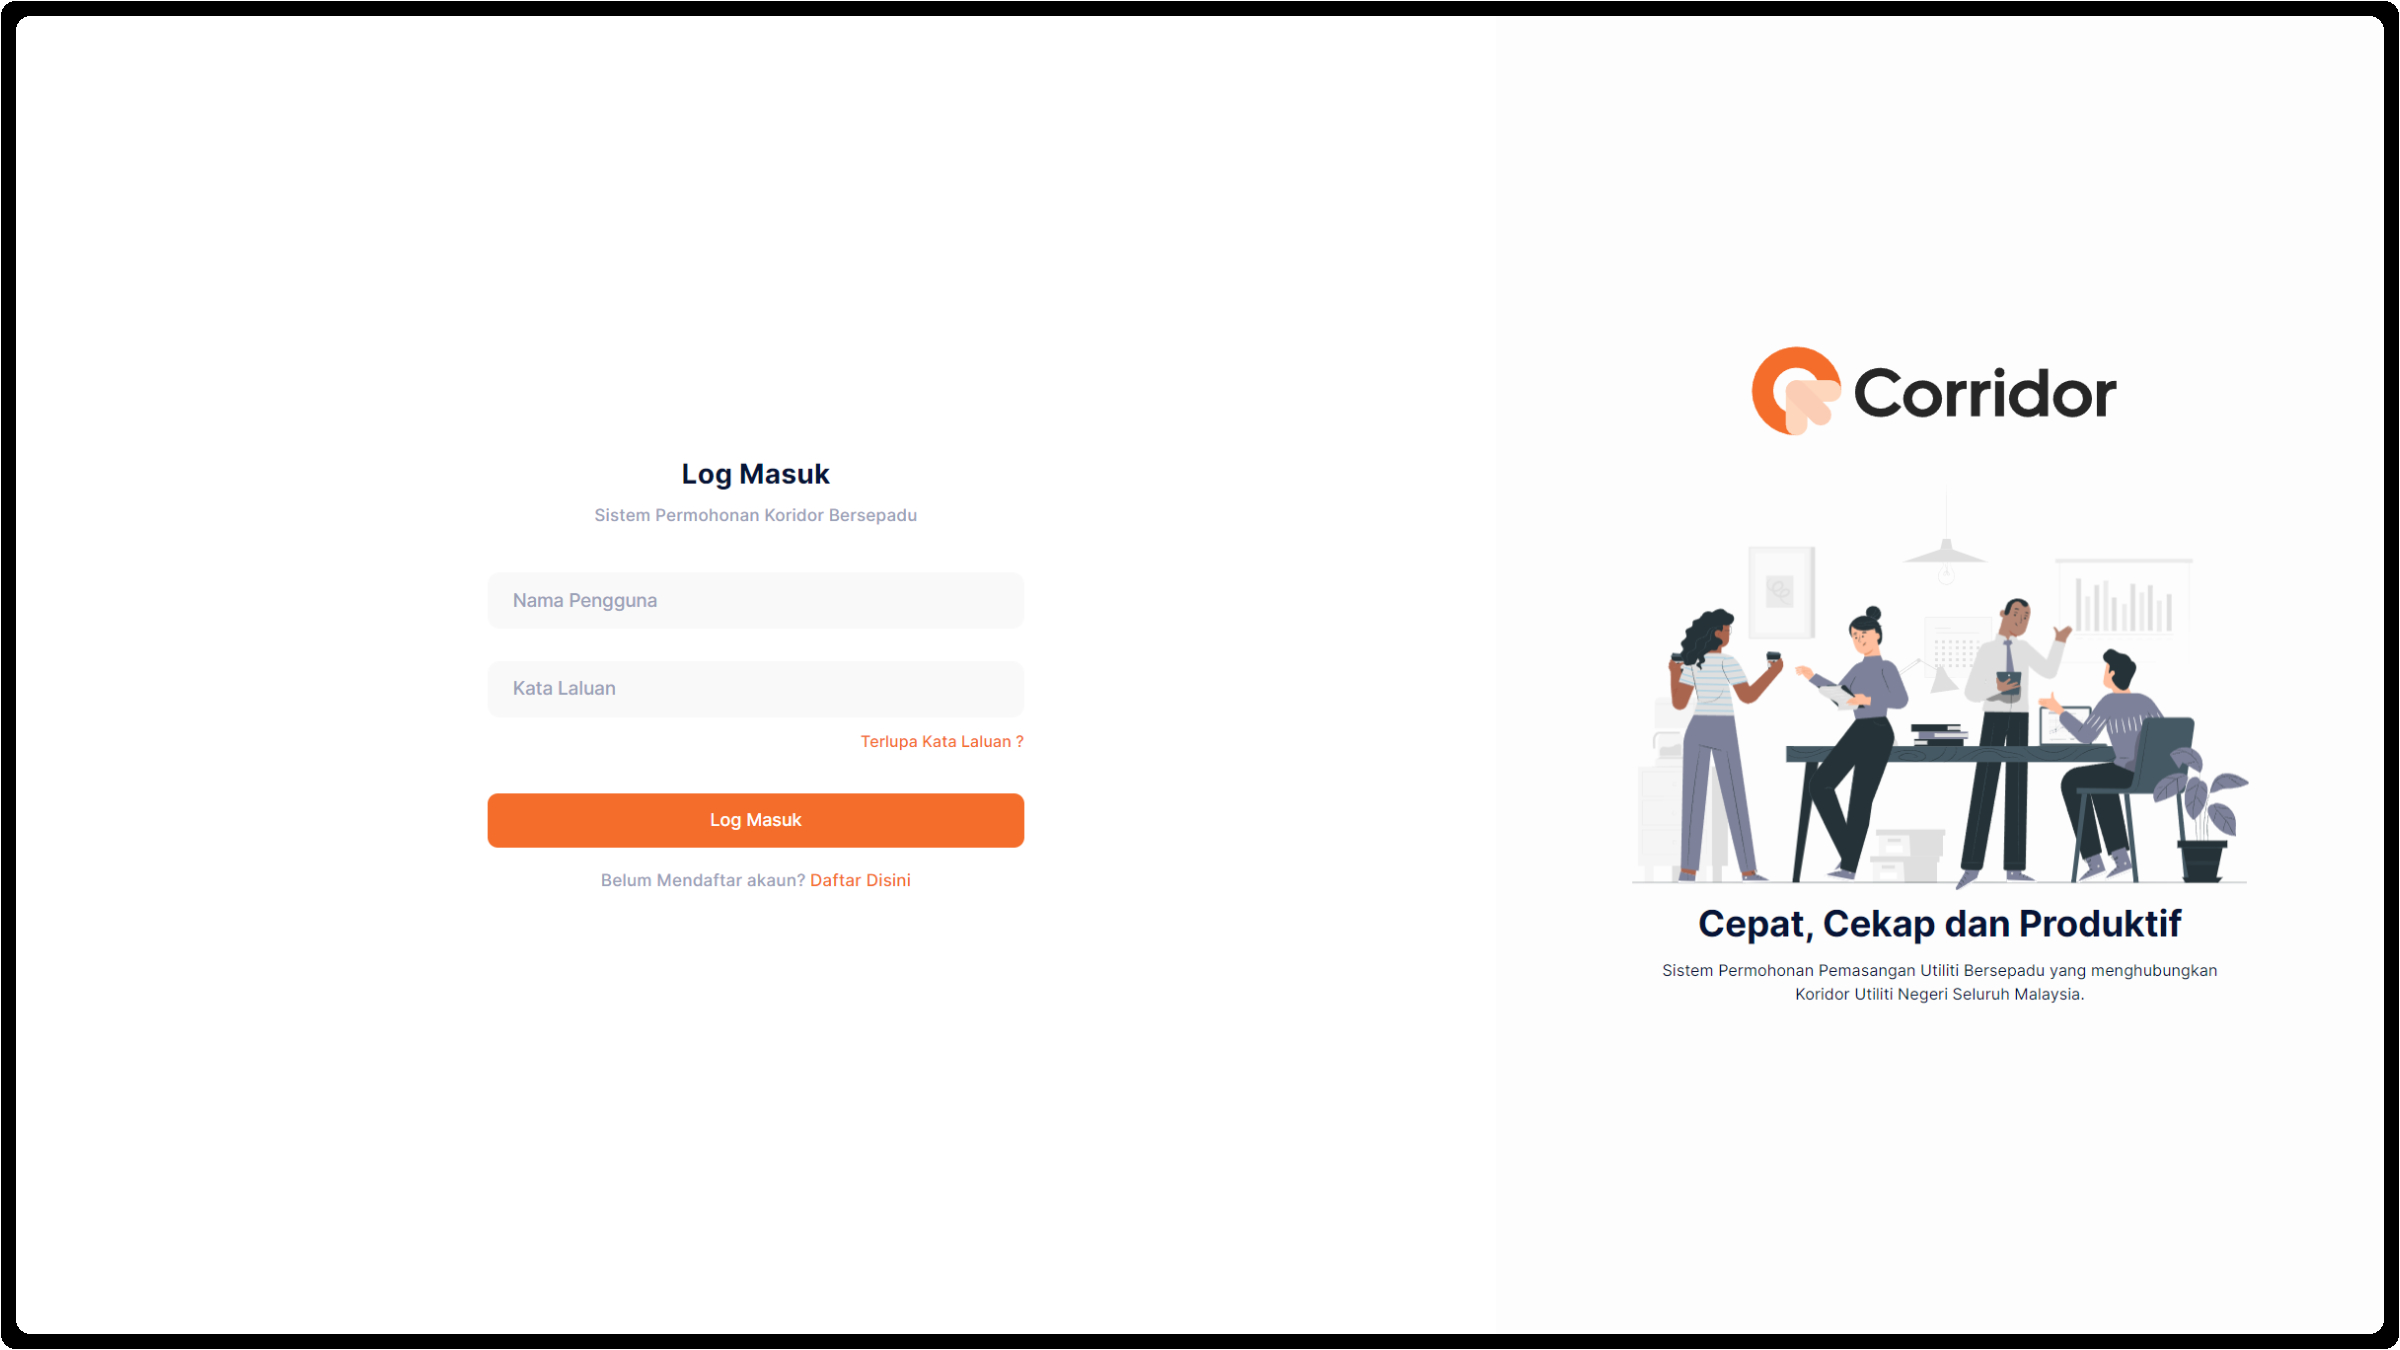 Log Masuk
Sistem Permohonan Koridor Bersepadu
Nama Pengguna
Kata Laluan
Terlupa Kata Laluan ?
Log Masuk
Belum Mendaftar akaun? Daftar Disini
Corridor
Cepat, Cekap dan Produktif
Sistem Permohonan Pemasangan Utiliti Bersepadu yang menghubungkan
Koridor Utiliti Negeri Seluruh Malaysia.